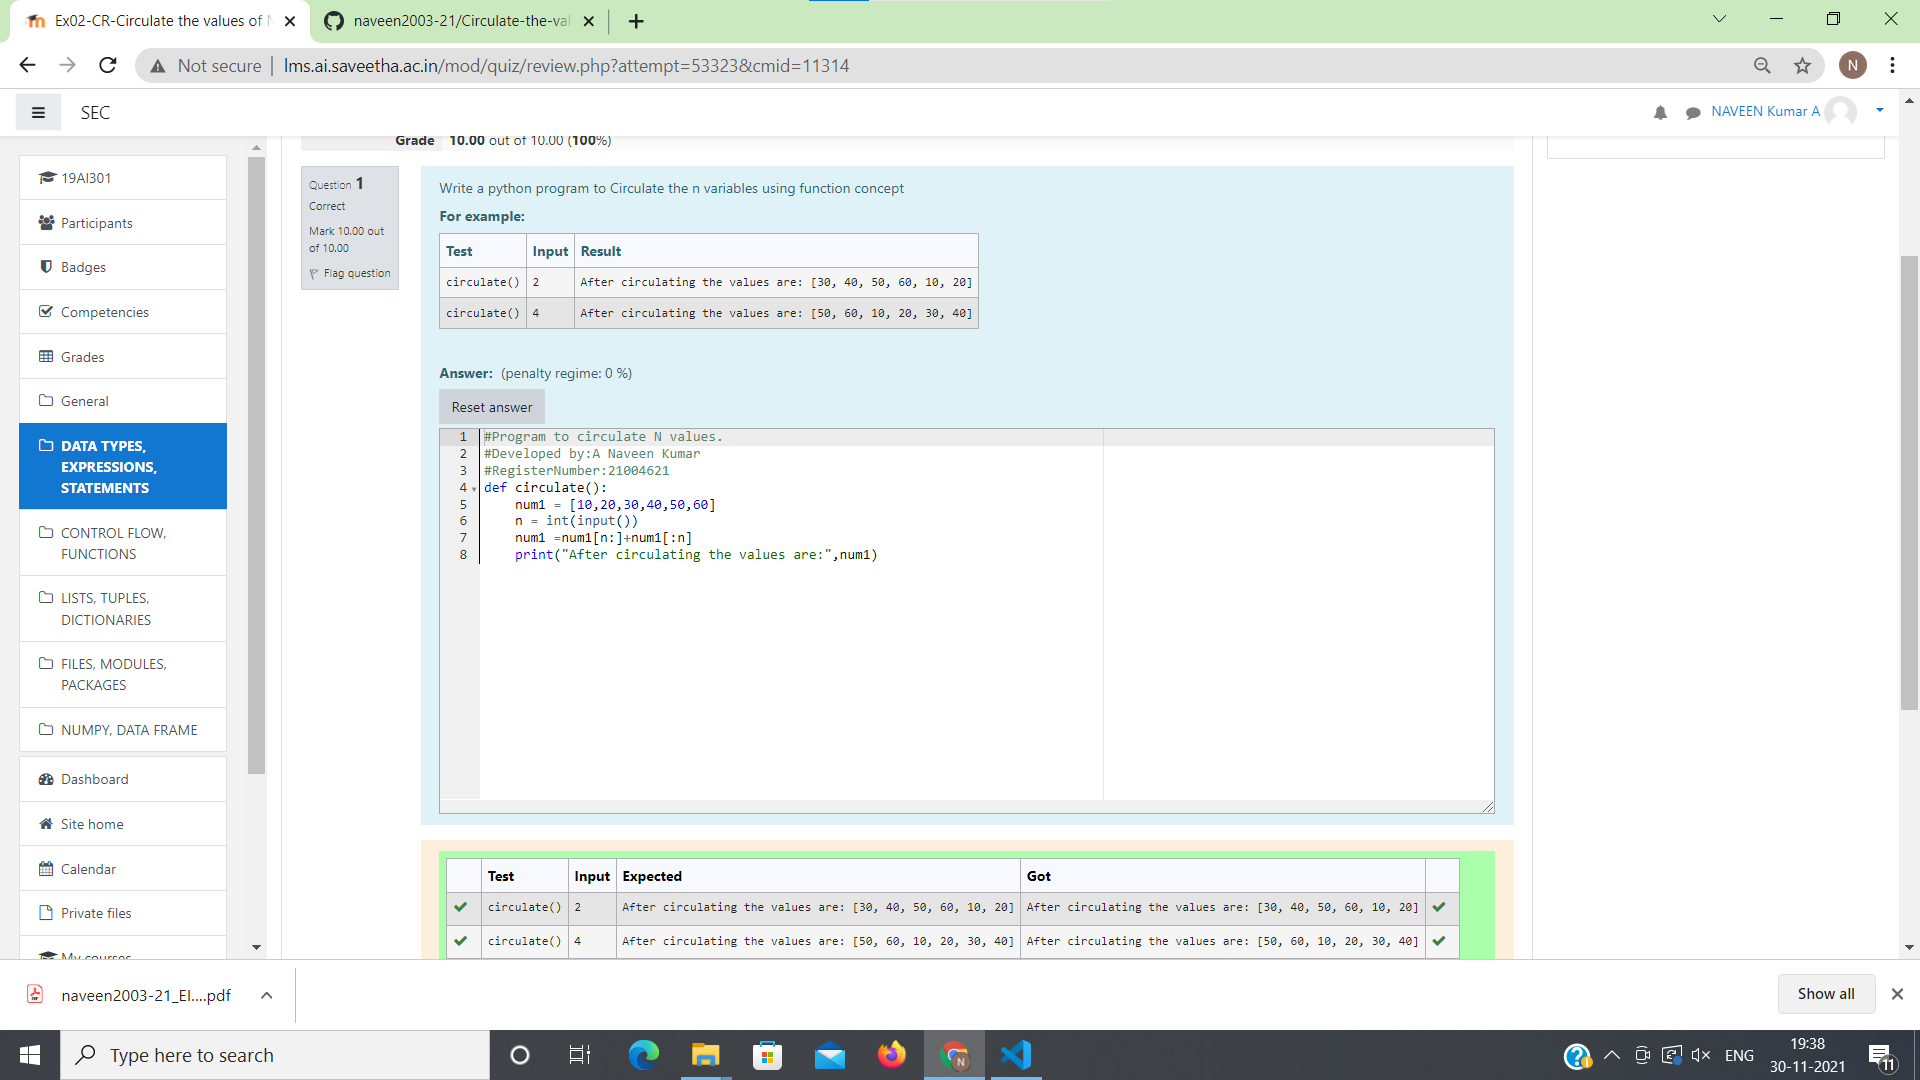 Ex02-CR-Circulate the values of N
naveen2003-21/Circulate-the-val
Not secure
lms.ai.saveetha.ac.in/mod/quiz/review.php?attempt=53323&cmid=11314
N
SEC
NAVEEN Kumar A
Grade 10.00 out of 10.00 (100%)
19AI301
Participants
Badges
Competencies
Grades
General
DATA TYPES,
EXPRESSIONS,
STATEMENTS
CONTROL FLOW,
FUNCTIONS
LISTS, TUPLES,
DICTIONARIES
FILES, MODULES,
PACKAGES
NUMPY, DATA FRAME
Dashboard
Site home
Calendar
Private files
My courses
Question 1
Correct
Mark 10.00 out
of 10.00
Flag question
Write a python program to Circulate the n variables using function concept
For example:
Test Input Result
circulate() 2 After circulating the values are: [30, 40, 50, 60, 10, 20]
circulate() 4 After circulating the values are: [50, 60, 10, 20, 30, 40]
Answer: (penalty regime: 0 %)
Reset answer
1 #Program to circulate N values.
2 #Developed by:A Naveen Kumar
3 #RegisterNumber:21004621
4 def circulate():
5 num1 = [10,20,30,40,50,60]
6 n = int(input())
7 num1 =num1[n:]+num1[:n]
8 print("After circulating the values are:",num1)
Test Input Expected Got
circulate() 2 After circulating the values are: [30, 40, 50, 60, 10, 20] After circulating the values are: [30, 40, 50, 60, 10, 20]
circulate() 4 After circulating the values are: [50, 60, 10, 20, 30, 40] After circulating the values are: [50, 60, 10, 20, 30, 40]
naveen2003-21_EI....pdf
Show all
Type here to search
N
ENG
19:38
30-11-2021
11